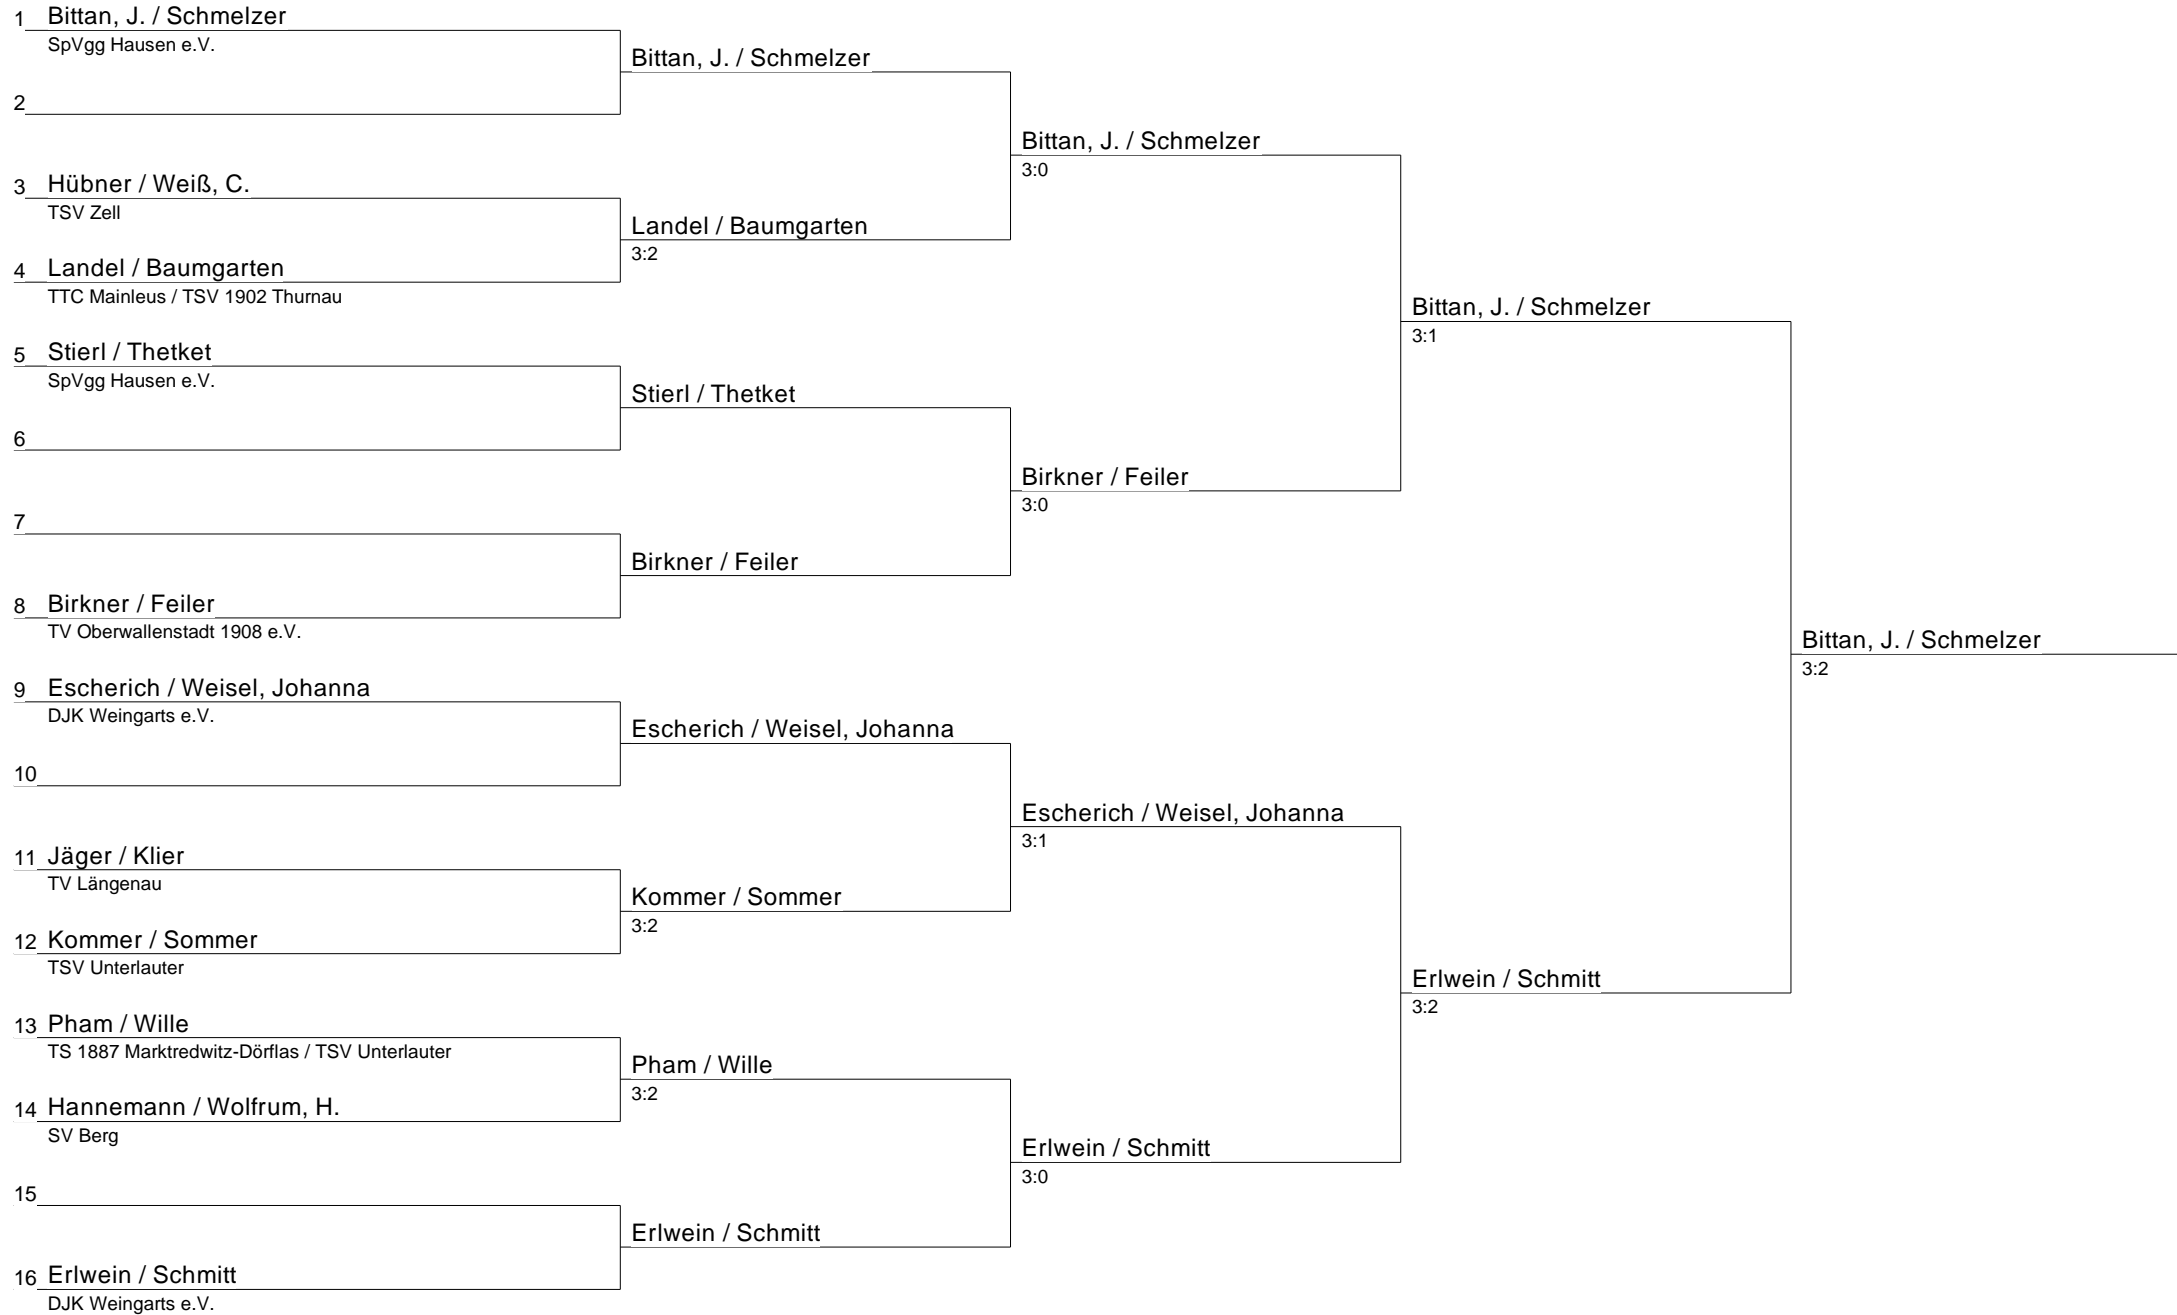 1 Bittan, J. / Schmelzer
SpVgg Hausen e.V.
2
3 Hübner / Weiß, C.
TSV Zell
4 Landel / Baumgarten
TTC Mainleus / TSV 1902 Thurnau
5 Stierl / Thetket
SpVgg Hausen e.V.
6
7
8 Birkner / Feiler
TV Oberwallenstadt 1908 e.V.
9 Escherich / Weisel, Johanna
DJK Weingarts e.V.
10
11 Jäger / Klier
TV Längenau
12 Kommer / Sommer
TSV Unterlauter
13 Pham / Wille
TS 1887 Marktredwitz-Dörflas / TSV Unterlauter
14 Hannemann / Wolfrum, H.
SV Berg
15
16 Erlwein / Schmitt
DJK Weingarts e.V.
Bittan, J. / Schmelzer
Landel / Baumgarten
3:2
Stierl / Thetket
Birkner / Feiler
Escherich / Weisel, Johanna
Kommer / Sommer
3:2
Pham / Wille
3:2
Erlwein / Schmitt
Bittan, J. / Schmelzer
3:0
Birkner / Feiler
3:0
Escherich / Weisel, Johanna
3:1
Erlwein / Schmitt
3:0
Bittan, J. / Schmelzer
3:1
Erlwein / Schmitt
3:2
Bittan, J. / Schmelzer
3:2